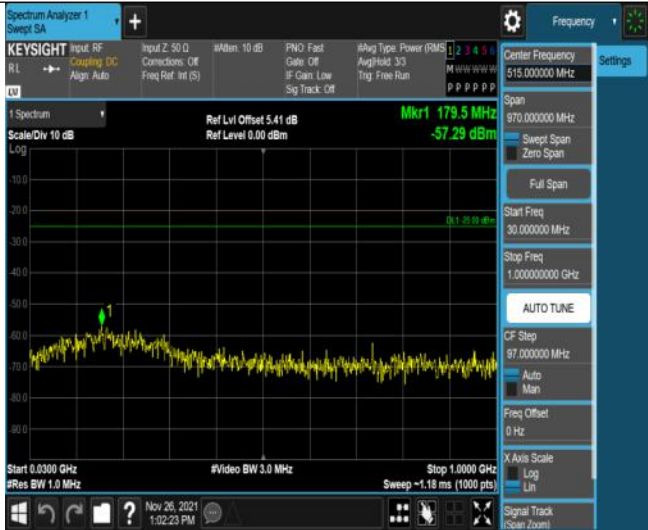 Spectrum Analyzer 1
Swept SA
Frequency
KEYSIGHT
Input: RF
Input Z: 50 Ω
#Atten: 10 dB
PNO: Fast
#Avg Type: Power (RMS
1 2 3 4 5 6
RL
Coupling: DC
Corrections: Off
Gate: Off
Avg|Hold: 3/3
M W W W W W
Align: Auto
Freq Ref: Int (S)
IF Gain: Low
Trig: Free Run
Sig Track: Off
P P P P P P
LV
1 Spectrum
Scale/Div 10 dB
Log
Ref Lvl Offset 5.41 dB
Ref Level 0.00 dBm
Mkr1 179.5 MHz
-57.29 dBm
-10.0
-20.0
DL1 -25.00 dBm
-30.0
-40.0
-50.0
1
-60.0
-70.0
-80.0
-90.0
Start 0.0300 GHz
#Video BW 3.0 MHz
Stop 1.0000 GHz
#Res BW 1.0 MHz
Sweep ~1.18 ms (1000 pts)
Nov 26, 2021
1:02:23 PM
Center Frequency
515.000000 MHz
Settings
Span
970.000000 MHz
Swept Span
Zero Span
Full Span
Start Freq
30.000000 MHz
Stop Freq
1.000000000 GHz
AUTO TUNE
CF Step
97.000000 MHz
Auto
Man
Freq Offset
0 Hz
X Axis Scale
Log
Lin
Signal Track
(Span Zoom)